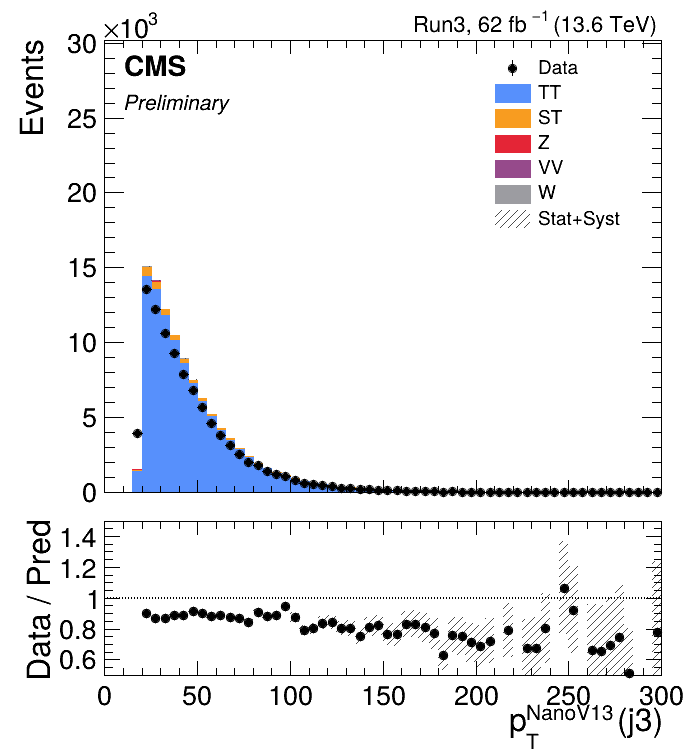 ×10³
Run3, 62 fb⁻¹ (13.6 TeV)
Events
30
25
20
15
10
5
0
CMS
Preliminary
Data
TT
ST
Z
VV
W
Stat+Syst
Data / Pred
1.4
1.2
1
0.8
0.6
0 50 100 150 200 250 300
p_T^NanoV13 (j3)